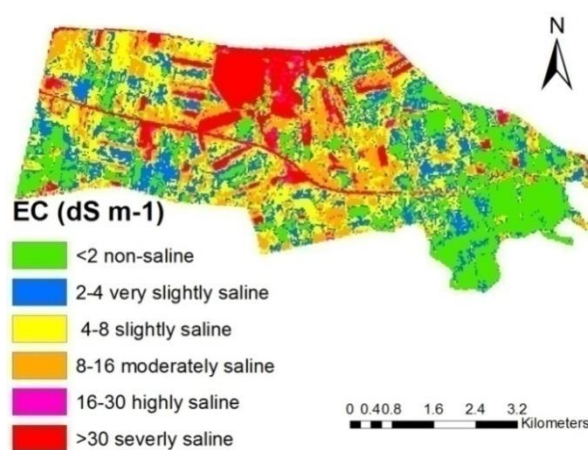 N
EC (dS m-1)
<2 non-saline
2-4 very slightly saline
4-8 slightly saline
8-16 moderately saline
16-30 highly saline
>30 severly saline
0 0.40.8 1.6 2.4 3.2
Kilometers